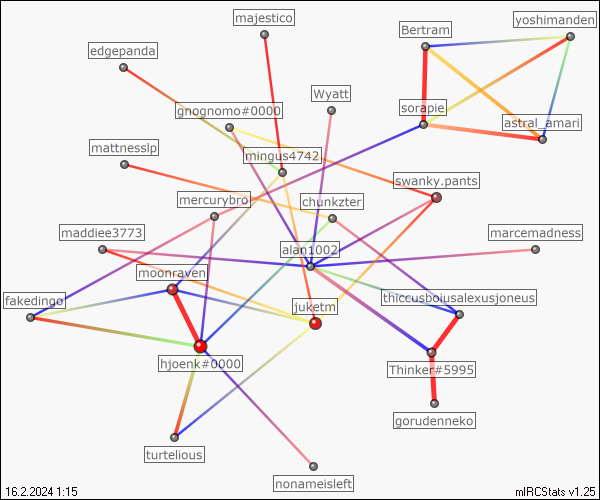 majestico
yoshimanden
Bertram
edgepanda
Wyatt
gnognomo#0000
sorapie
astral_amari
mattnesslp
mingus4742
swanky.pants
mercurybro
chunkzter
maddiee3773
marcemadness
alan1002
moonraven
fakedingo
thiccusboiusalexusjoneus
juketm
hjoenk#0000
Thinker#5995
gorudenneko
turtelious
nonameisleft
16.2.2024 1:15
mIRCStats v1.25